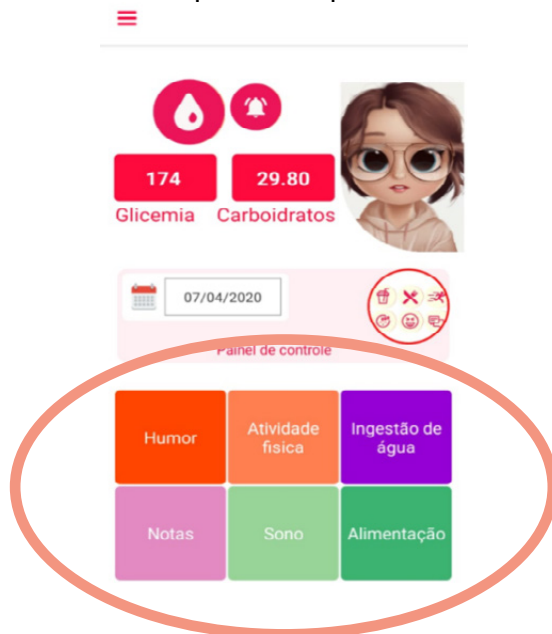 174
29.80
Glicemia
Carboidratos
07/04/2020
Painel de controle
Humor
Atividade
fisica
Ingestão de
água
Notas
Sono
Alimentação